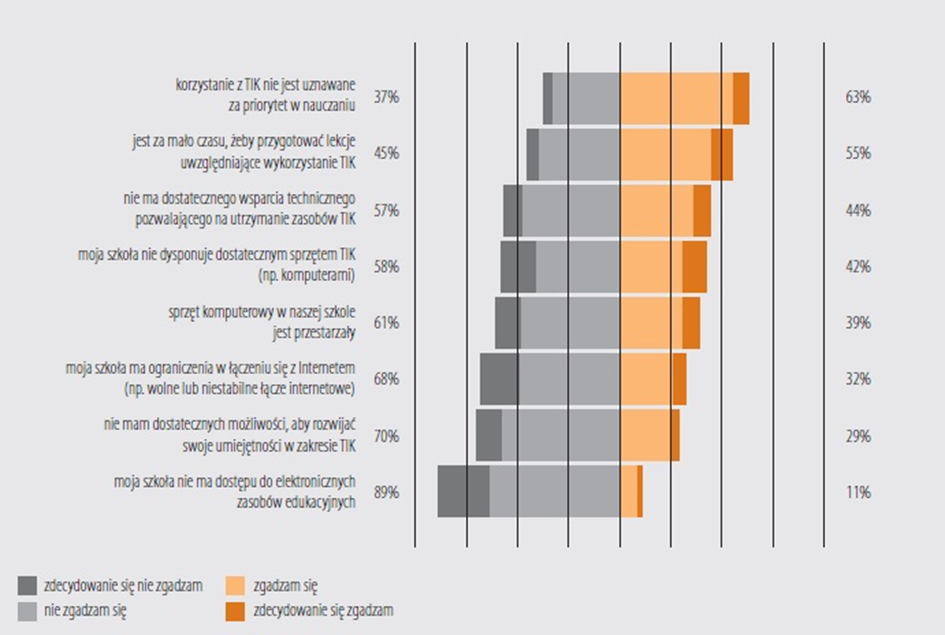 korzystanie z TIK nie jest uznawane
za priorytet w nauczaniu
37%
63%
jest za mało czasu, żeby przygotować lekcje
uwzględniające wykorzystanie TIK
45%
55%
nie ma dostatecznego wsparcia technicznego
pozwalającego na utrzymanie zasobów TIK
57%
44%
moja szkoła nie dysponuje dostatecznym sprzętem TIK
(np. komputerami)
58%
42%
sprzęt komputerowy w naszej szkole
jest przestarzały
61%
39%
moja szkoła ma ograniczenia w łączeniu się z Internetem
(np. wolne lub niestabilne łącze internetowe)
68%
32%
nie mam dostatecznych możliwości, aby rozwijać
swoje umiejętności w zakresie TIK
70%
29%
moja szkoła nie ma dostępu do elektronicznych
zasobów edukacyjnych
89%
11%
zdecydowanie się nie zgadzam
zgadzam się
nie zgadzam się
zdecydowanie się zgadzam